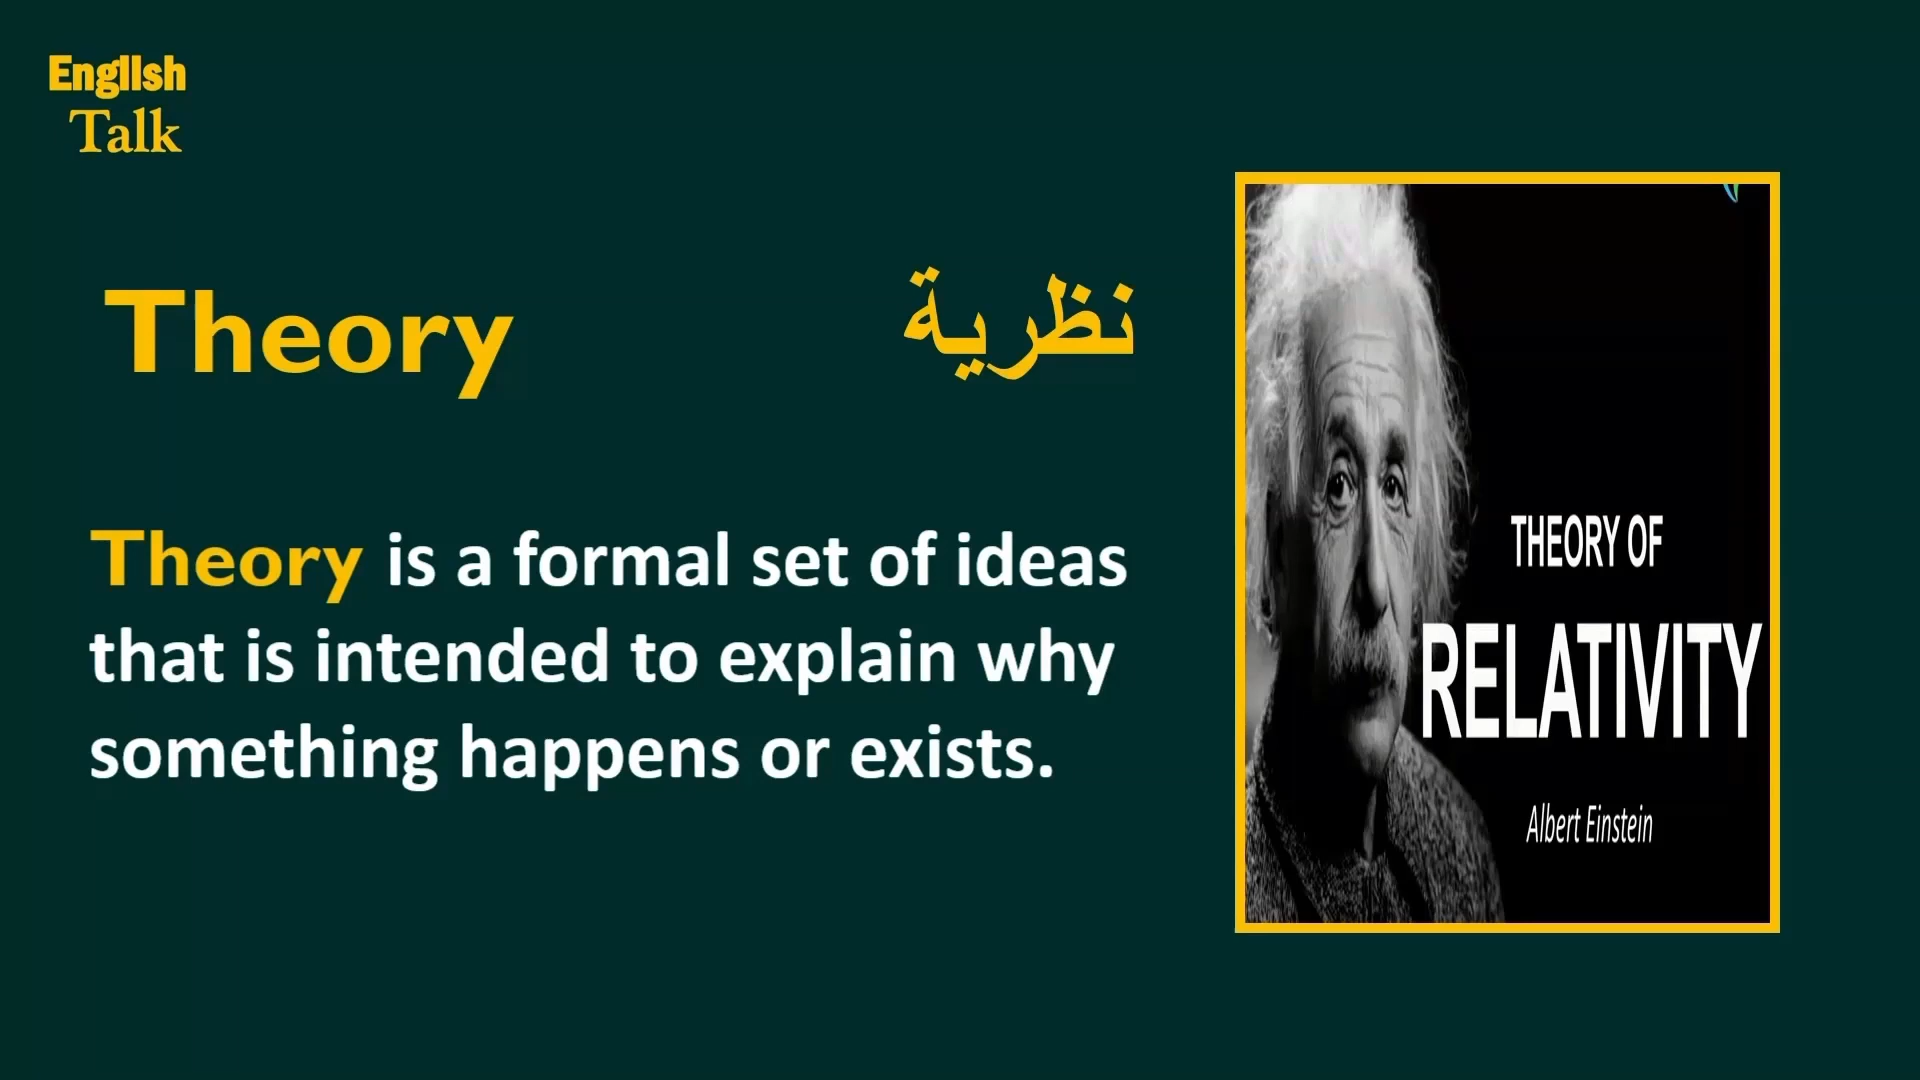 English
Talk
Theory
نظرية
Theory is a formal set of ideas
that is intended to explain why
something happens or exists.
THEORY OF
RELATIVITY
Albert Einstein